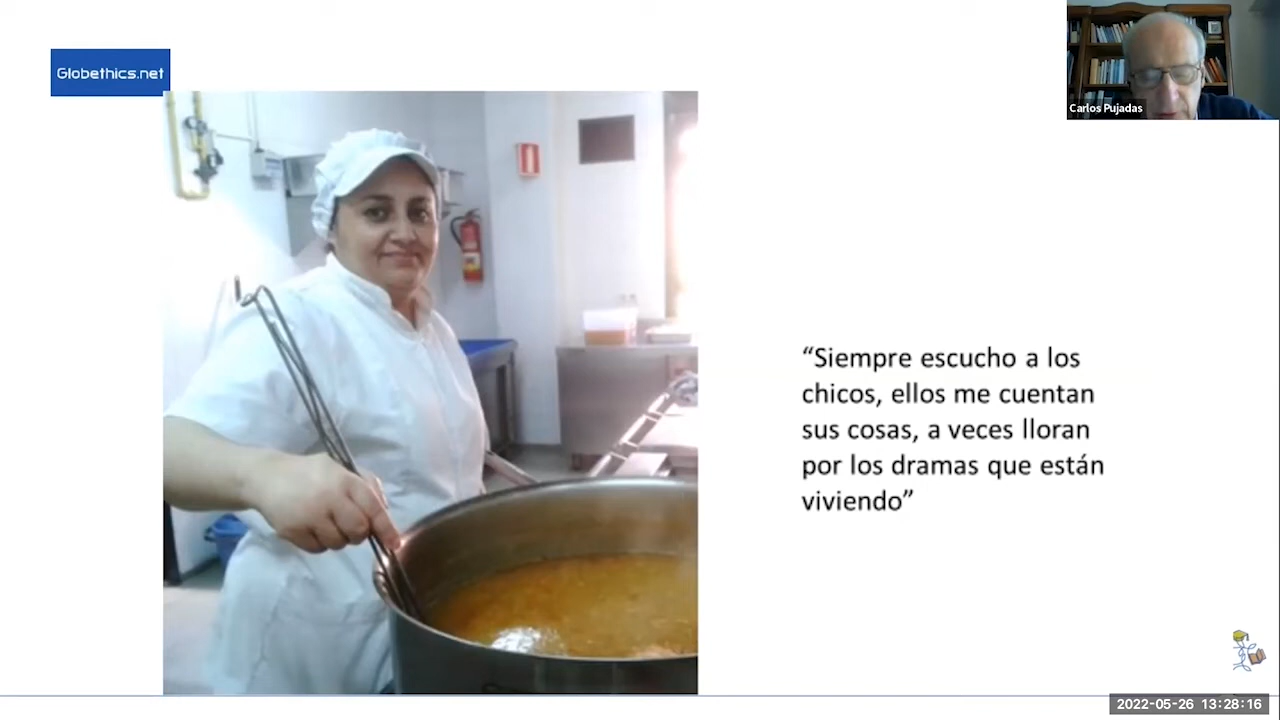 Globethics.net
Carlos Pujadas
“Siempre escucho a los
chicos, ellos me cuentan
sus cosas, a veces lloran
por los dramas que están
viviendo”
2022-05-26 13:28:16